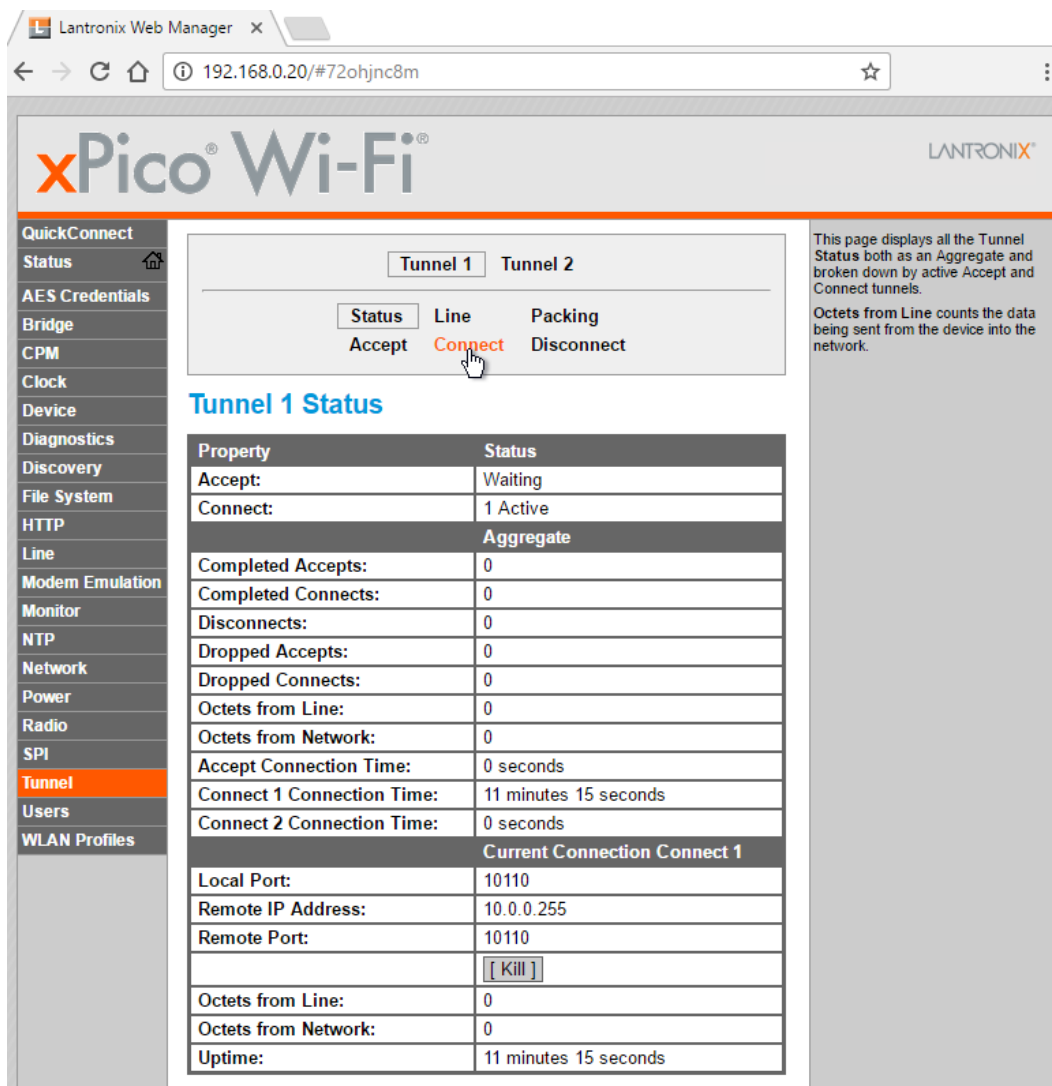 Lantronix Web Manager
192.168.0.20/#72ohjnc8m
xPico® Wi-Fi®
LANTRONIX®
QuickConnect
Status
AES Credentials
Bridge
CPM
Clock
Device
Diagnostics
Discovery
File System
HTTP
Line
Modem Emulation
Monitor
NTP
Network
Power
Radio
SPI
Tunnel
Users
WLAN Profiles
Tunnel 1 Tunnel 2
Status Line Packing
Accept Connect Disconnect
Tunnel 1 Status
Property Status
Accept: Waiting
Connect: 1 Active
Aggregate
Completed Accepts: 0
Completed Connects: 0
Disconnects: 0
Dropped Accepts: 0
Dropped Connects: 0
Octets from Line: 0
Octets from Network: 0
Accept Connection Time: 0 seconds
Connect 1 Connection Time: 11 minutes 15 seconds
Connect 2 Connection Time: 0 seconds
Current Connection Connect 1
Local Port: 10110
Remote IP Address: 10.0.0.255
Remote Port: 10110
[ Kill ]
Octets from Line: 0
Octets from Network: 0
Uptime: 11 minutes 15 seconds
This page displays all the Tunnel
Status both as an Aggregate and
broken down by active Accept and
Connect tunnels.
Octets from Line counts the data
being sent from the device into the
network.